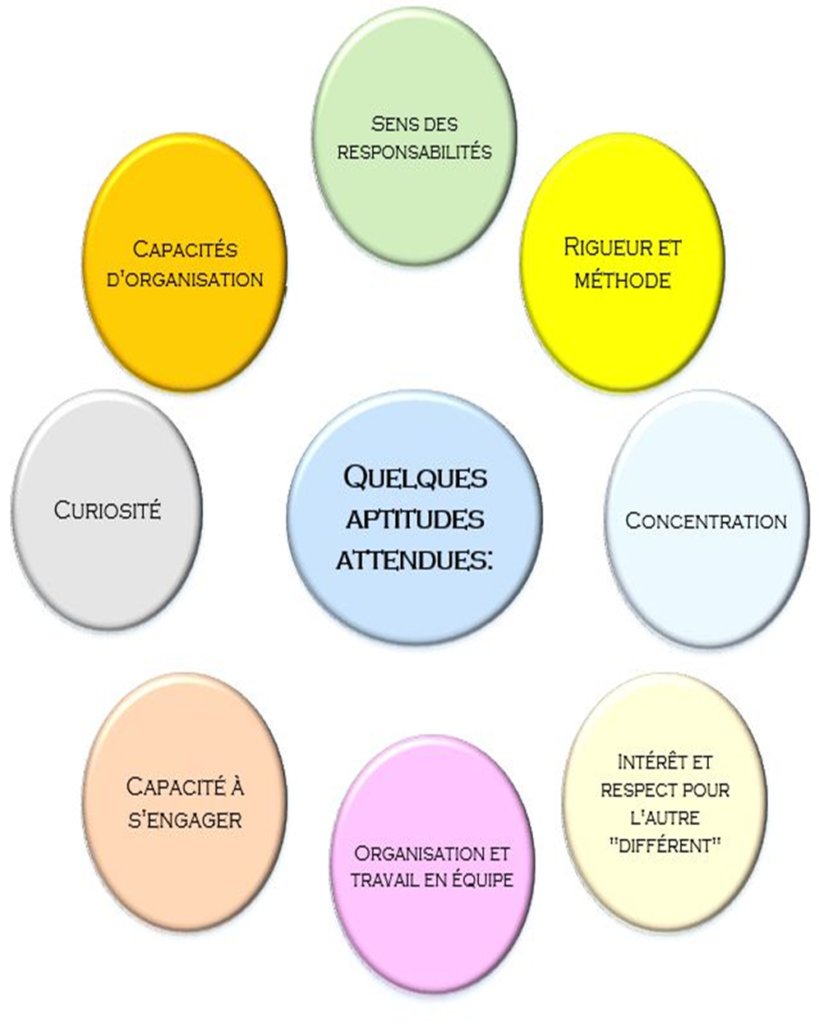 Sens des
responsabilités
Capacités
d'organisation
Rigueur et
méthode
Curiosité
Quelques
aptitudes
attendues:
Concentration
Capacité à
s'engager
Organisation et
travail en équipe
Intérêt et
respect pour
l'autre
"différent"